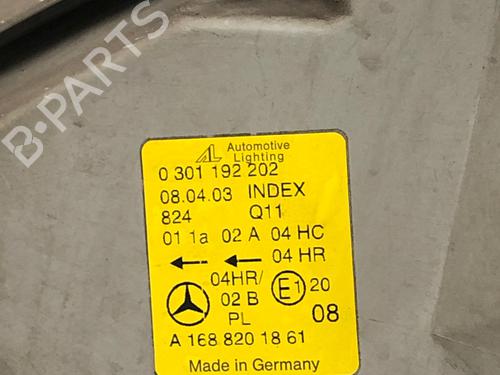 B-PARTS
AL Automotive
Lighting
0 301 192 202
08.04.03 INDEX
824 Q11
01 1a 02 A 04 HC
04 HR
04HR/ E1 20
02 B
PL 08
A 168 820 18 61
Made in Germany